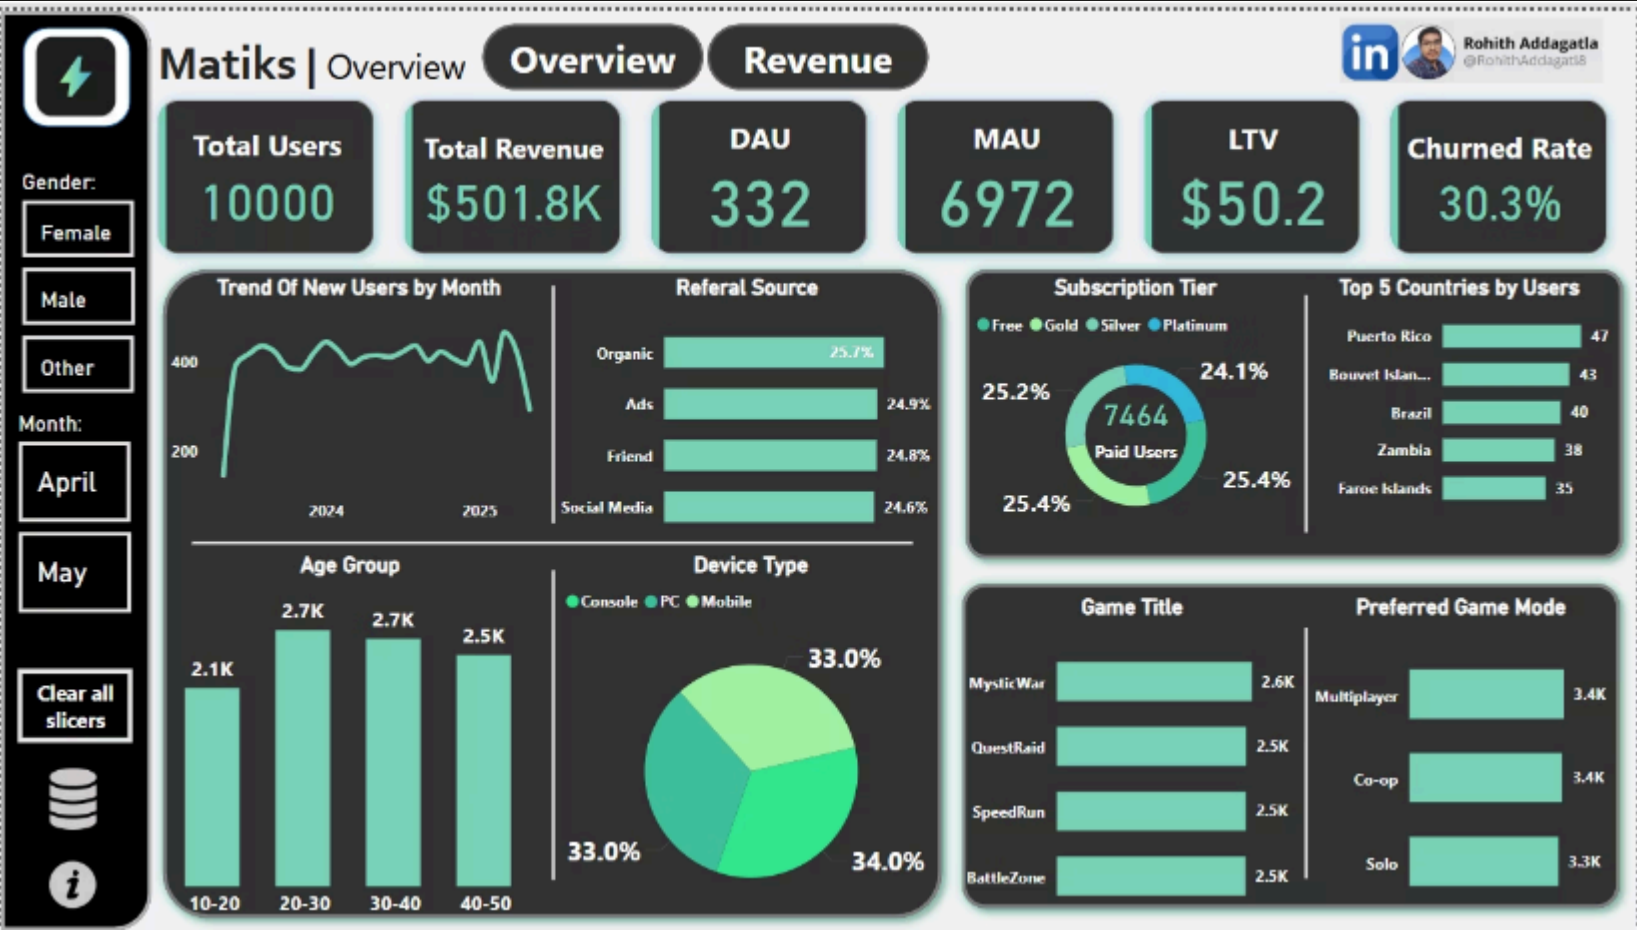 Matiks | Overview
Overview
Revenue
in
Rohith Addagatla
@RohithAddagatl8
Gender:
Female
Male
Other
Month:
April
May
Clear all
slicers
i
Total Users
10000
Total Revenue
$501.8K
DAU
332
MAU
6972
LTV
$50.2
Churned Rate
30.3%
Trend Of New Users by Month
400
200
2024
2025
Referal Source
Organic
25.7%
Ads
24.9%
Friend
24.8%
Social Media
24.6%
Subscription Tier
Free Gold Silver Platinum
24.1%
25.2%
7464
Paid Users
25.4%
25.4%
Top 5 Countries by Users
Puerto Rico 47
Bouvet Islan... 43
Brazil 40
Zambia 38
Faroe Islands 35
Age Group
2.1K
2.7K
2.7K
2.5K
10-20
20-30
30-40
40-50
Device Type
Console PC Mobile
33.0%
33.0%
34.0%
Game Title
MysticWar 2.6K
QuestRaid 2.5K
SpeedRun 2.5K
BattleZone 2.5K
Preferred Game Mode
Multiplayer 3.4K
Co-op 3.4K
Solo 3.3K